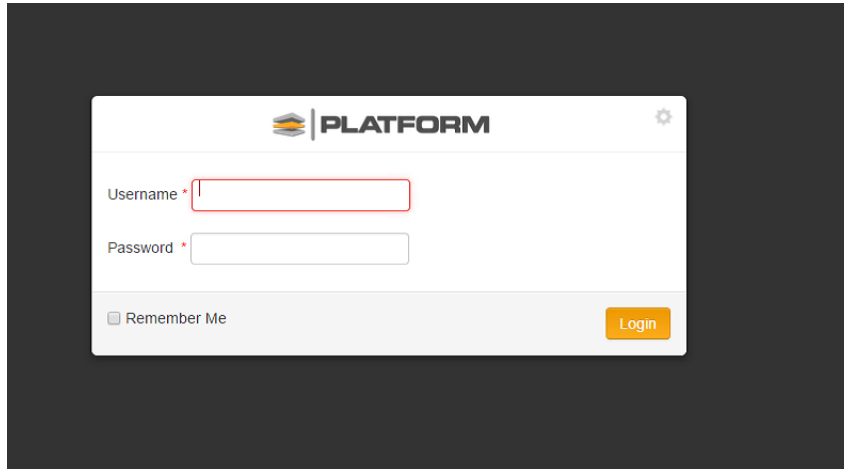 PLATFORM
Username *
Password *
Remember Me
Login